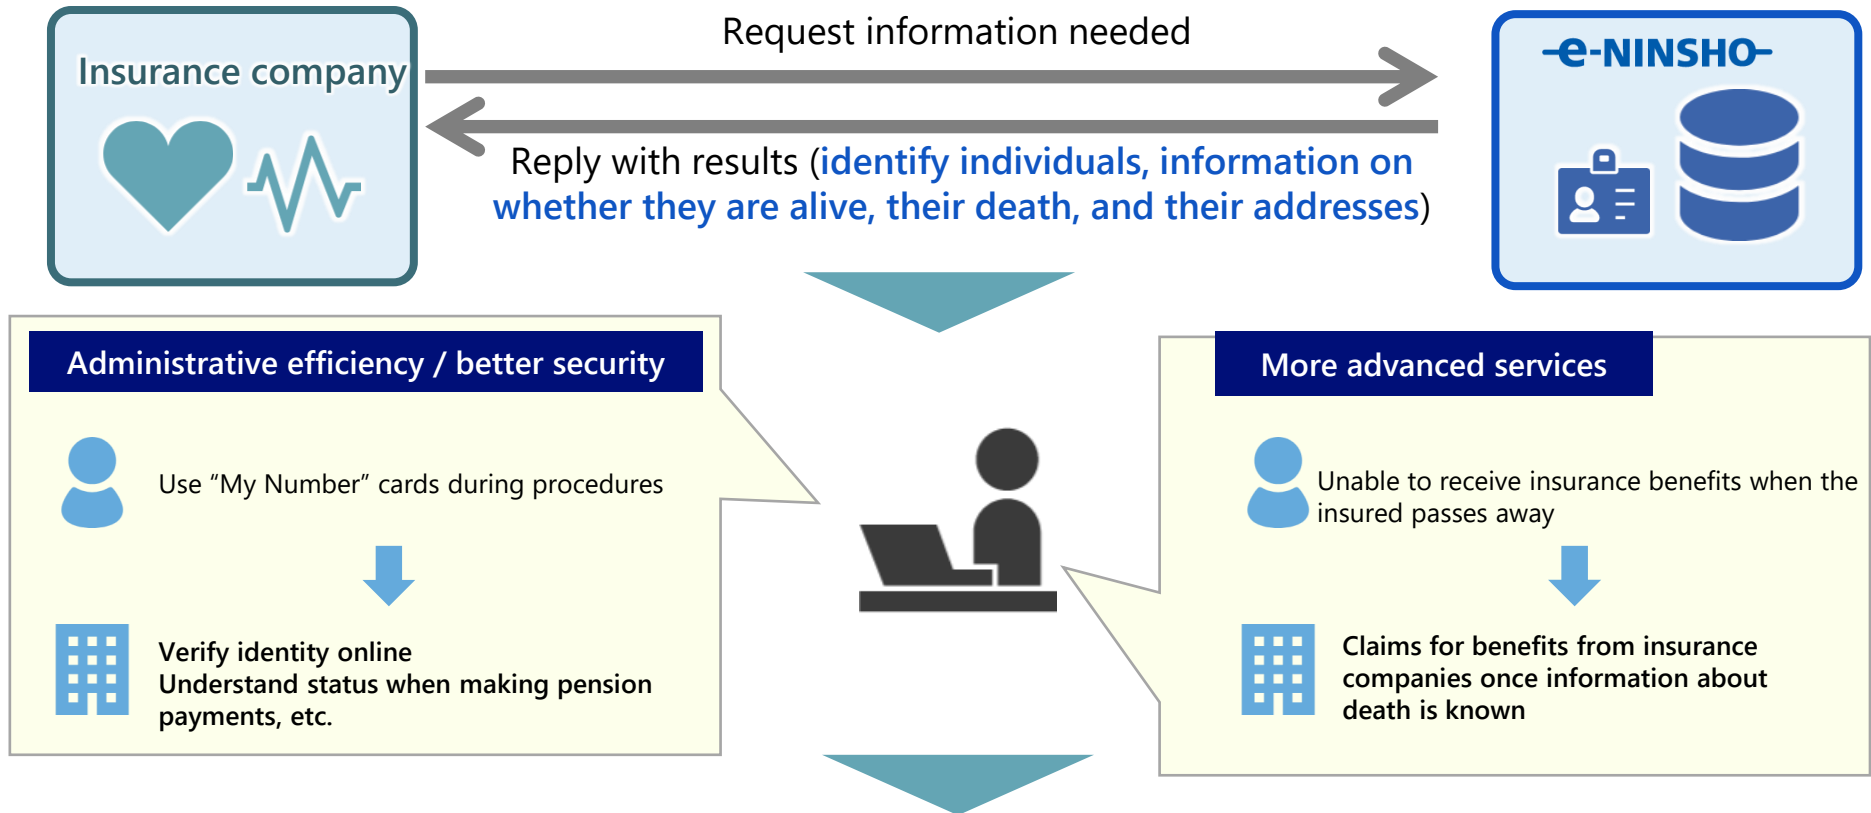 Request information needed
Insurance company
e-NINSHO
Reply with results (identify individuals, information on
whether they are alive, their death, and their addresses)
Administrative efficiency / better security
Use “My Number” cards during procedures
Verify identity online
Understand status when making pension
payments, etc.
More advanced services
Unable to receive insurance benefits when the
insured passes away
Claims for benefits from insurance
companies once information about
death is known